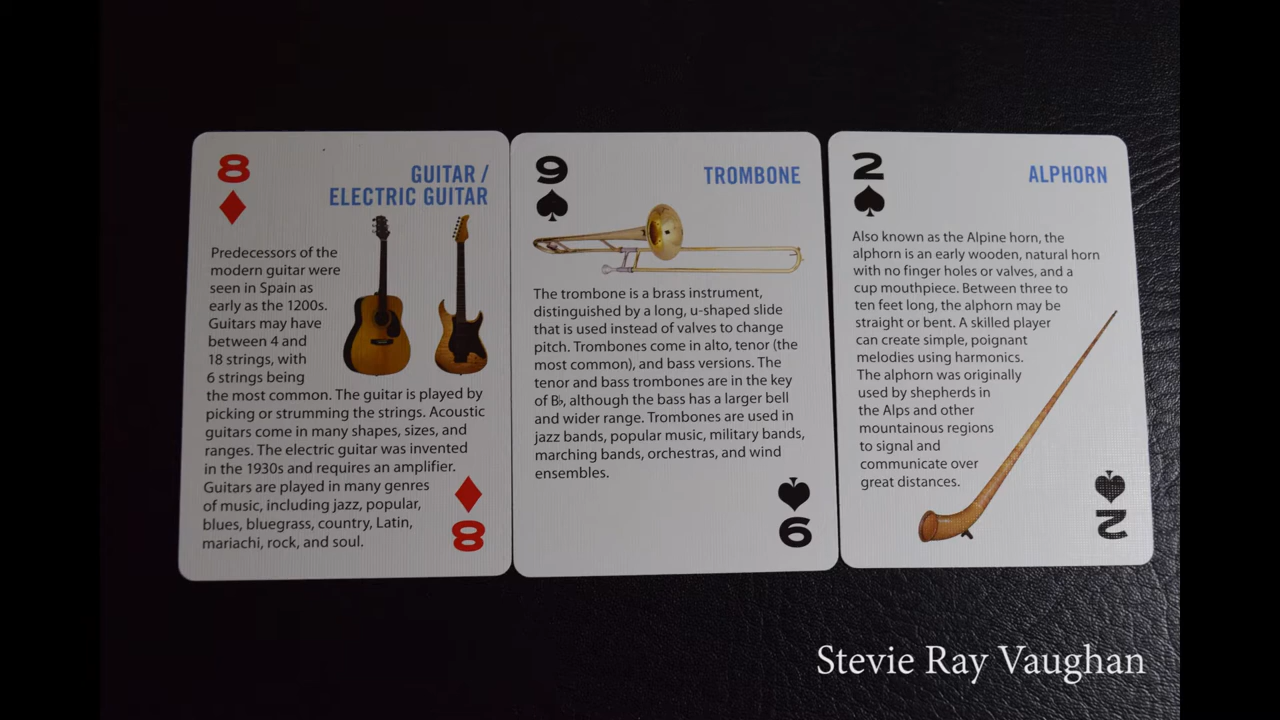 8
GUITAR /
ELECTRIC GUITAR
Predecessors of the
modern guitar were
seen in Spain as
early as the 1200s.
Guitars may have
between 4 and
18 strings, with
6 strings being
the most common. The guitar is played by
picking or strumming the strings. Acoustic
guitars come in many shapes, sizes, and
ranges. The electric guitar was invented
in the 1930s and requires an amplifier.
Guitars are played in many genres
of music, including jazz, popular,
blues, bluegrass, country, Latin,
mariachi, rock, and soul.
8
9
TROMBONE
The trombone is a brass instrument,
distinguished by a long, u-shaped slide
that is used instead of valves to change
pitch. Trombones come in alto, tenor (the
most common), and bass versions. The
tenor and bass trombones are in the key
of B♭, although the bass has a larger bell
and wider range. Trombones are used in
jazz bands, popular music, military bands,
marching bands, orchestras, and wind
ensembles.
9
2
ALPHORN
Also known as the Alpine horn, the
alphorn is an early wooden, natural horn
with no finger holes or valves, and a
cup mouthpiece. Between three to
ten feet long, the alphorn may be
straight or bent. A skilled player
can create simple, poignant
melodies using harmonics.
The alphorn was originally
used by shepherds in
the Alps and other
mountainous regions
to signal and
communicate over
great distances.
2
Stevie Ray Vaughan